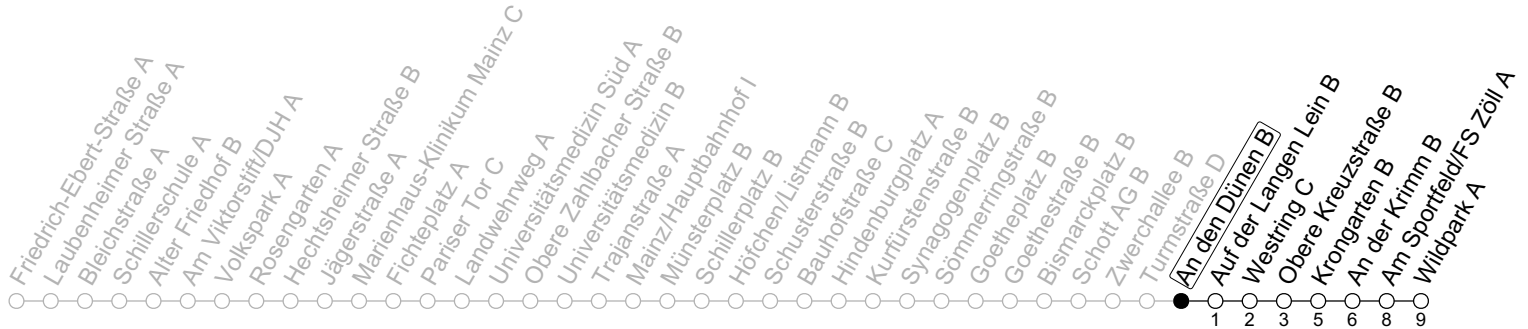 Friedrich-Ebert-Straße A
Laubenheimer Straße A
Bleichstraße A
Schillerschule A
Alter Friedhof B
Am Viktorstift/DJH A
Volkspark A
Rosengarten A
Hechtsheimer Straße B
Jägerstraße A
Marienhaus-Klinikum Mainz C
Fichteplatz A
Pariser Tor C
Landwehrweg A
Universitätsmedizin Süd A
Obere Zahlbacher Straße B
Universitätsmedizin B
Trajanstraße A
Mainz/Hauptbahnhof I
Münsterplatz B
Schillerplatz B
Höfchen/Listmann B
Schusterstraße B
Bauhofstraße C
Hindenburgplatz A
Kurfürstenstraße B
Synagogenplatz B
Sömmerringstraße B
Goetheplatz B
Goethestraße B
Bismarckplatz B
Schott AG B
Zwerchallee B
Turmstraße D
An den Dünen B
Auf der Langen Lein B
Westring C
Obere Kreuzstraße B
Krongarten B
An der Krimm B
Am Sportfeld/FS Zöll A
Wildpark A
1 2 3 5 6 8 9